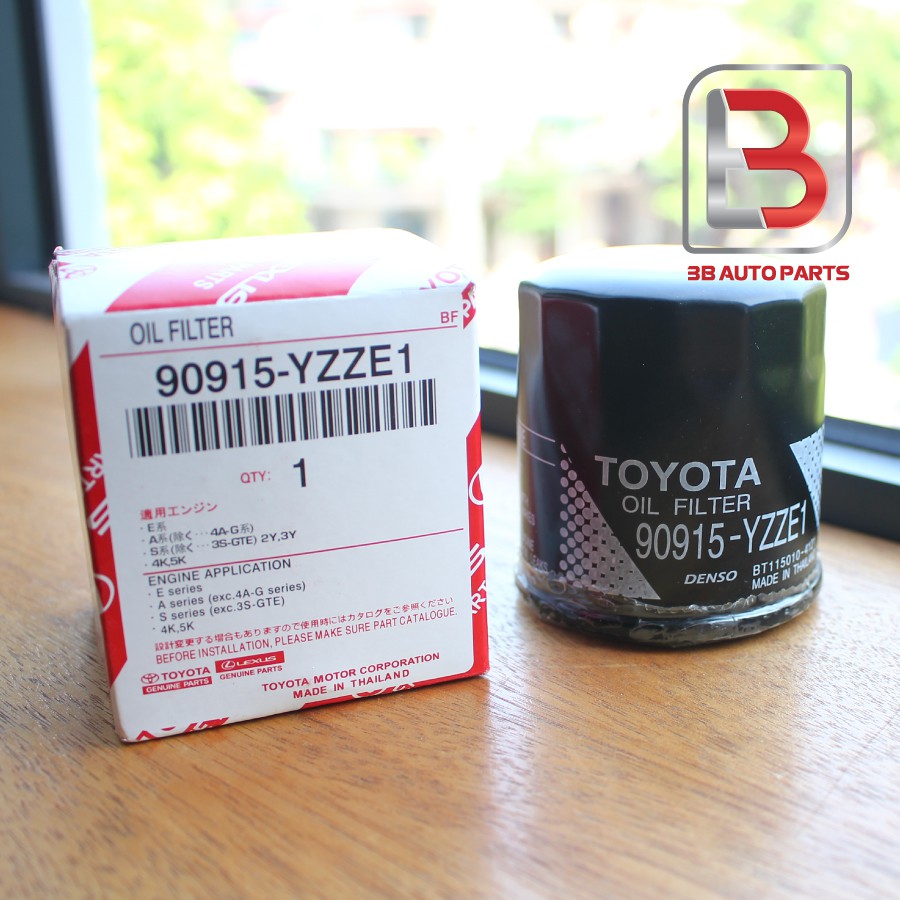 3B AUTO PARTS
OIL FILTER
BF
90915-YZZE1
QTY: 1
適用エンジン
・E系
・A系(除く・・・4A-G系)
・S系(除く・・・3S-GTE) 2Y,3Y
・4K,5K
ENGINE APPLICATION
・E series
・A series (exc.4A-G series)
・S series (exc.3S-GTE)
・4K,5K
設計変更する場合もありますので使用時にはカタログをご参照ください
BEFORE INSTALLATION, PLEASE MAKE SURE PART CATALOGUE.
TOYOTA
GENUINE PARTS
LEXUS
GENUINE PARTS
TOYOTA MOTOR CORPORATION
MADE IN THAILAND
TOYOTA
OIL FILTER
90915-YZZE1
DENSO
MADE IN THAILAND